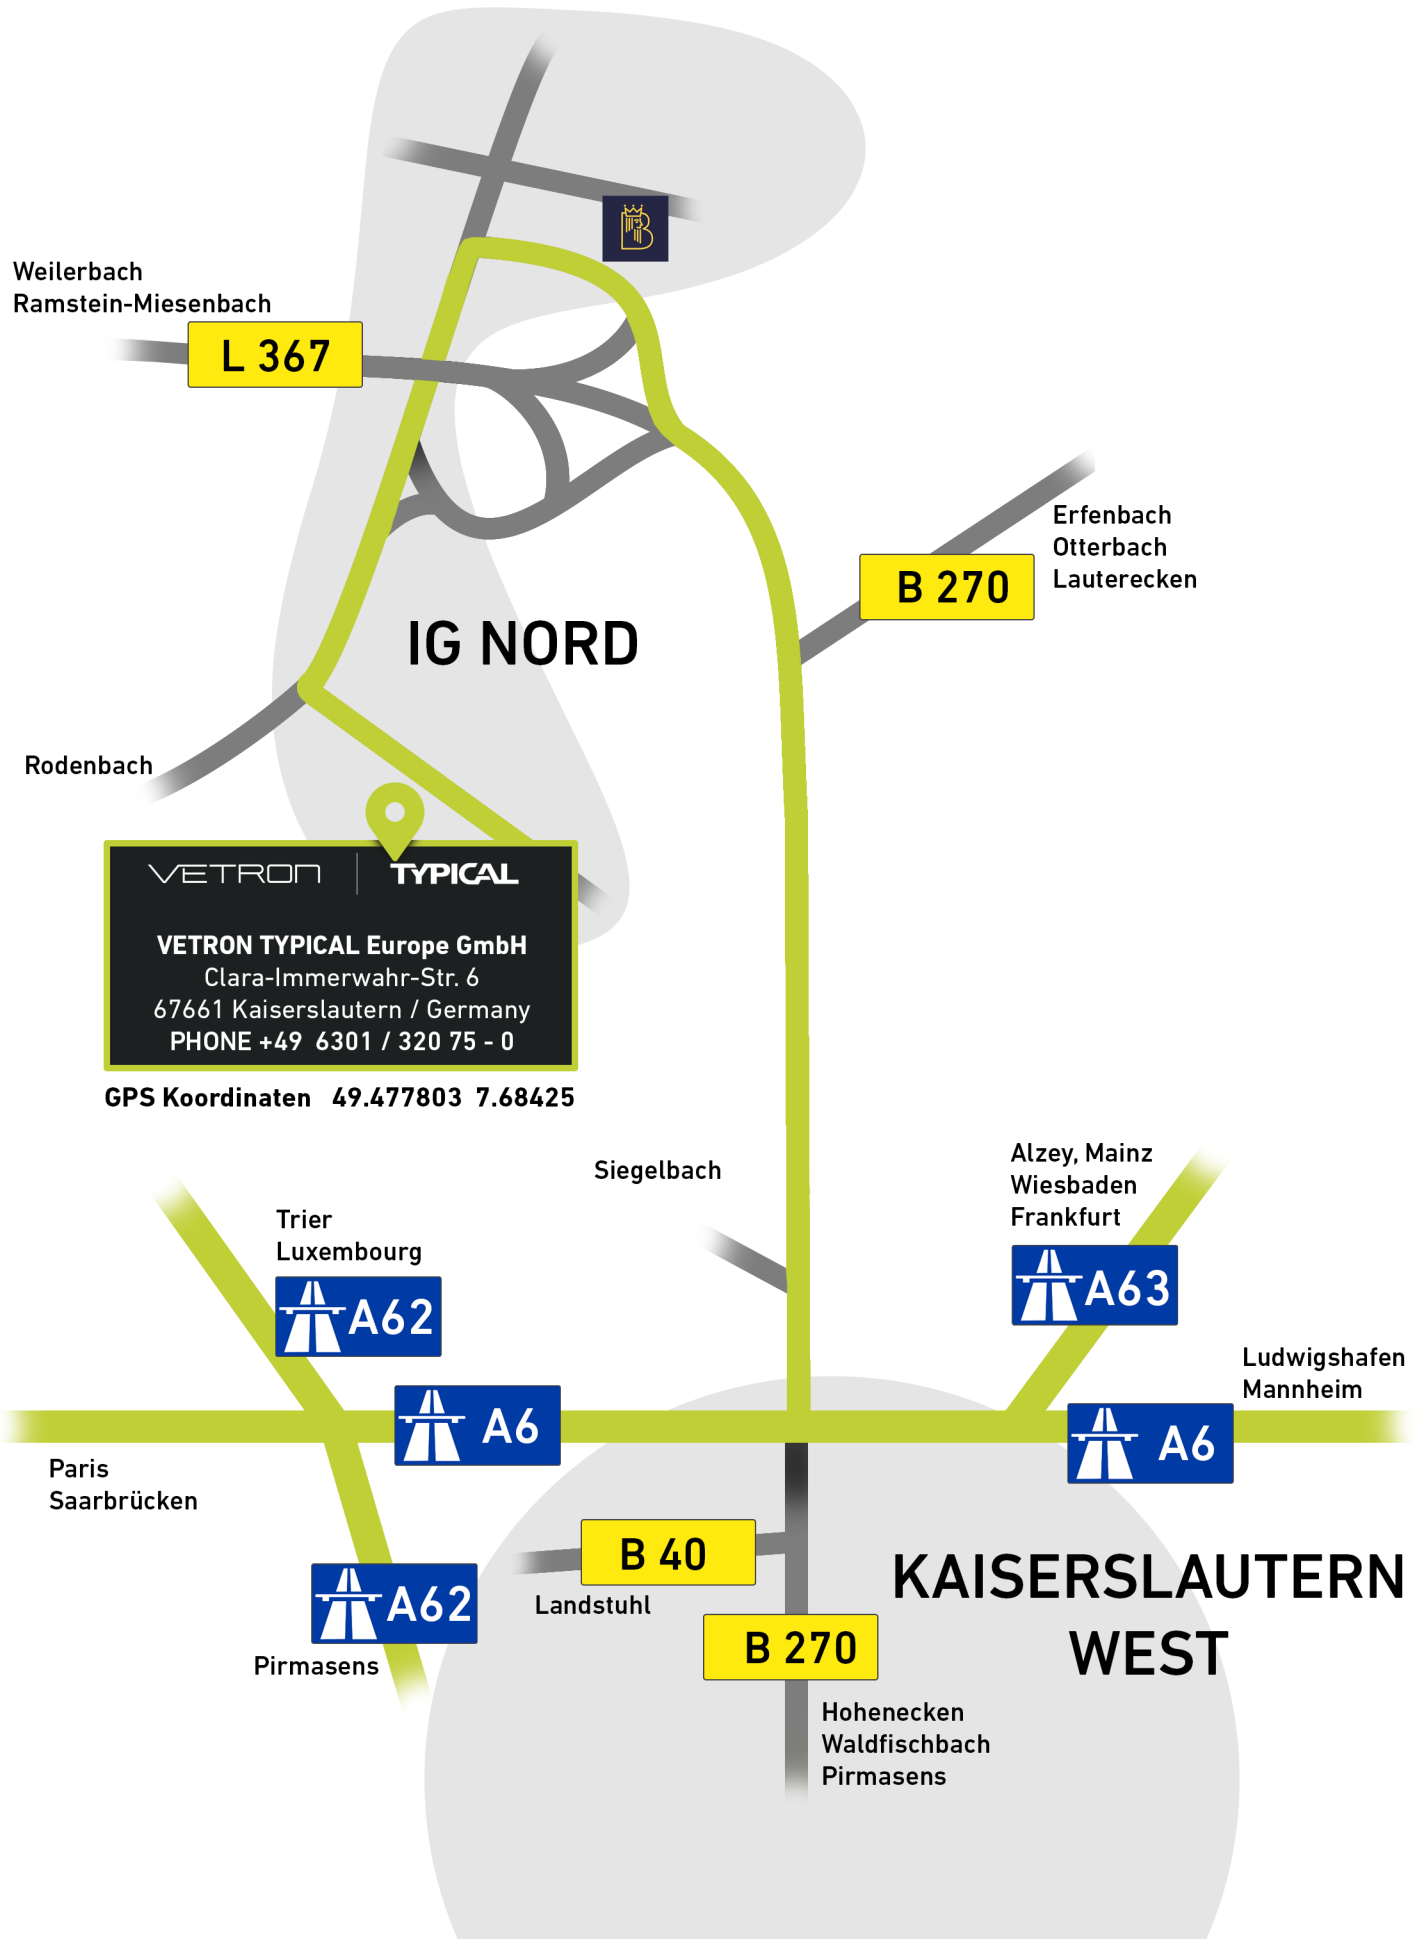 Weilerbach
Ramstein-Miesenbach
L 367
Erfenbach
Otterbach
Lauterecken
B 270
IG NORD
Rodenbach
VETRON | TYPICAL
VETRON TYPICAL Europe GmbH
Clara-Immerwahr-Str. 6
67661 Kaiserslautern / Germany
PHONE +49 6301 / 320 75 - 0
GPS Koordinaten 49.477803 7.68425
Siegelbach
Alzey, Mainz
Wiesbaden
Frankfurt
A63
Trier
Luxembourg
A62
Ludwigshafen
Mannheim
A6
A6
Paris
Saarbrücken
B 40
Landstuhl
KAISERSLAUTERN
WEST
A62
Pirmasens
B 270
Hohenecken
Waldfischbach
Pirmasens